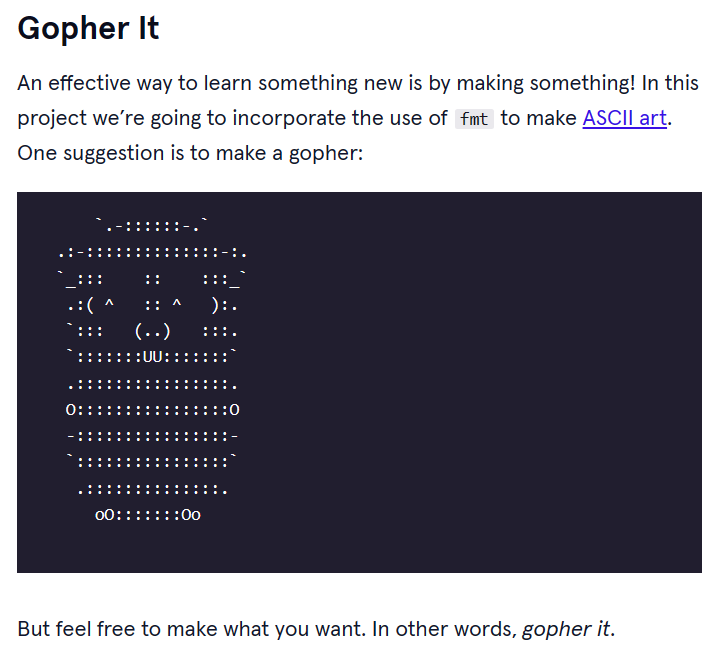 Gopher It
An effective way to learn something new is by making something! In this
project we’re going to incorporate the use of fmt to make ASCII art.
One suggestion is to make a gopher:
    `.-::::::-.`
.:-::::::::::::::-:.
`_:::    ::    :::_`
 .:( ^   :: ^   ):.
 `:::   (..)   :::.
 `:::::::UU:::::::`
 .::::::::::::::::.
 O::::::::::::::::O
 -::::::::::::::::-
 `::::::::::::::::`
  .::::::::::::::.
    oO:::::::Oo
But feel free to make what you want. In other words, gopher it.